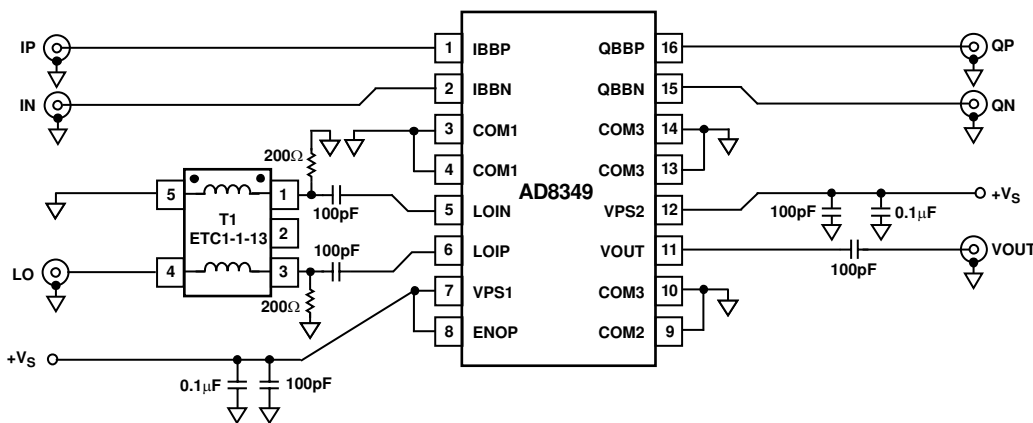 IP
1
IBBP
QBBP
16
QP
IN
2
IBBN
QBBN
15
QN
3
COM1
COM3
14
200Ω
4
COM1
COM3
13
AD8349
5
1
T1
ETC1-1-13
2
100pF
5
LOIN
VPS2
12
100pF
0.1µF
+VS
LO
4
3
100pF
6
LOIP
VOUT
11
100pF
VOUT
200Ω
7
VPS1
COM3
10
8
ENOP
COM2
9
+VS
0.1µF
100pF